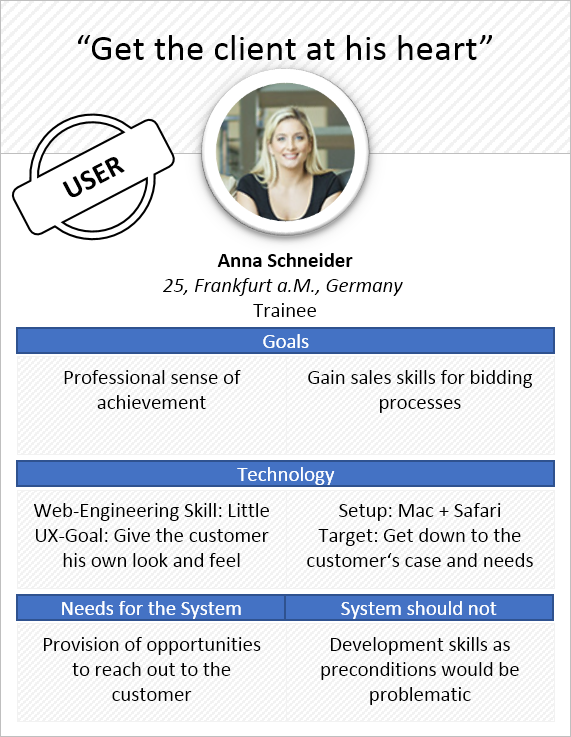 “Get the client at his heart”
USER
Anna Schneider
25, Frankfurt a.M., Germany
Trainee
Goals
Professional sense of
achievement
Gain sales skills for bidding
processes
Technology
Web-Engineering Skill: Little
UX-Goal: Give the customer
his own look and feel
Setup: Mac + Safari
Target: Get down to the
customer‘s case and needs
Needs for the System
Provision of opportunities
to reach out to the
customer
System should not
Development skills as
preconditions would be
problematic